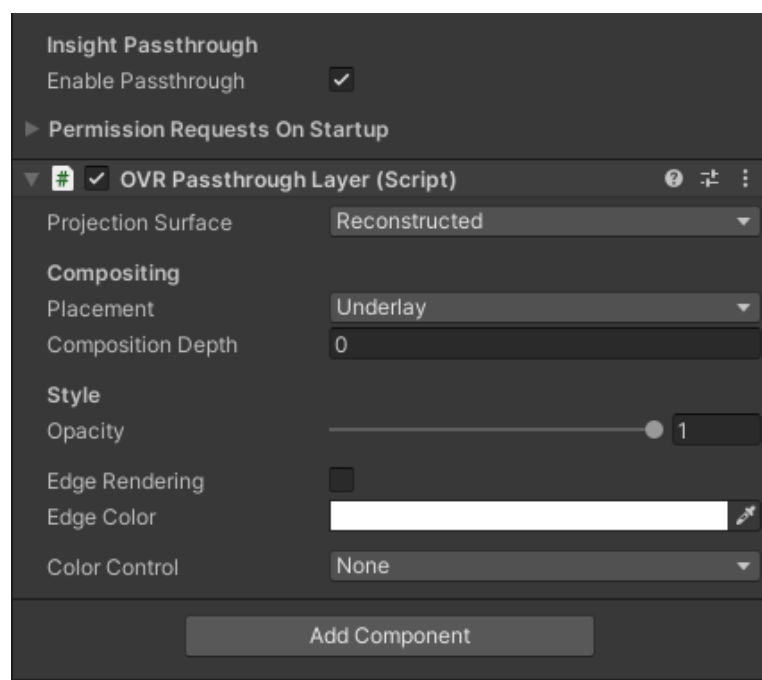 Insight Passthrough
Enable Passthrough
Permission Requests On Startup
# OVR Passthrough Layer (Script)
Projection Surface Reconstructed
Compositing
Placement Underlay
Composition Depth 0
Style
Opacity 1
Edge Rendering
Edge Color
Color Control None
Add Component